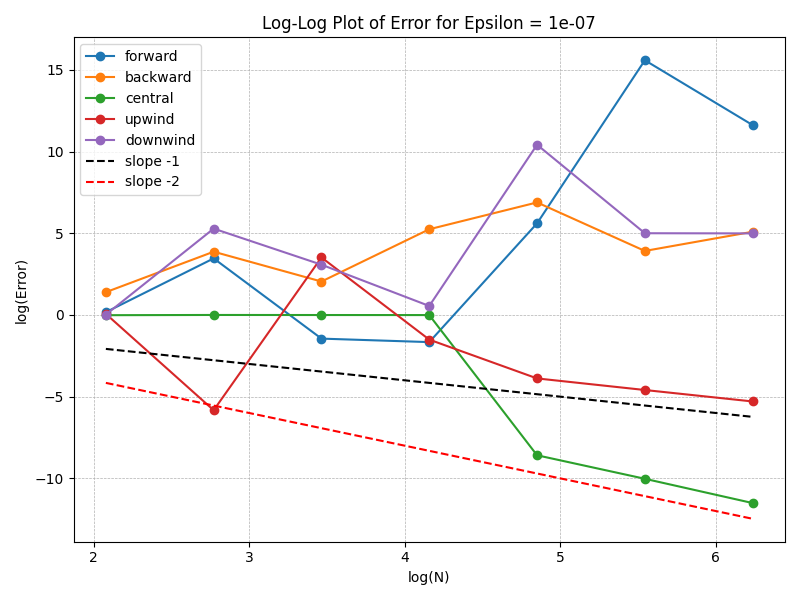 Log-Log Plot of Error for Epsilon = 1e-07
forward
backward
central
upwind
downwind
slope -1
slope -2
15
10
5
0
−5
−10
log(Error)
2
3
4
5
6
log(N)